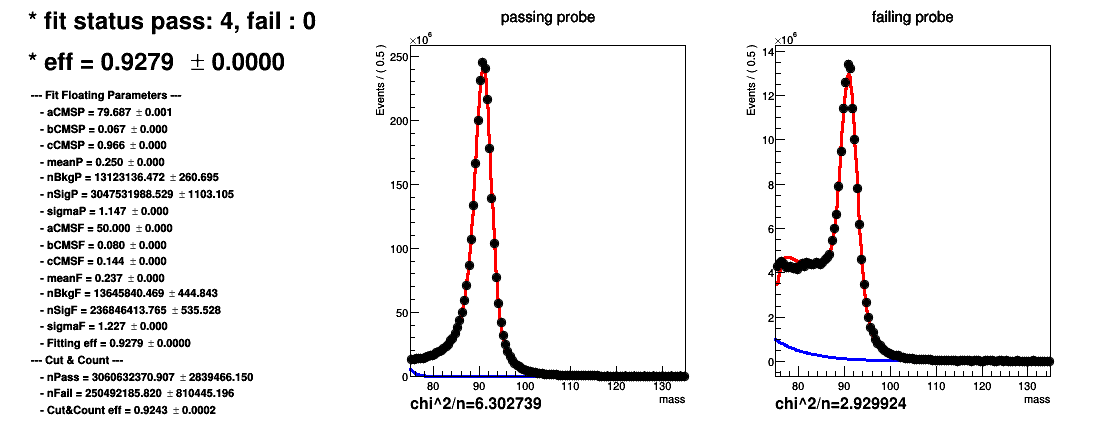 * fit status pass: 4, fail : 0
* eff = 0.9279 ± 0.0000
--- Fit Floating Parameters ---
- aCMSP = 79.687 ± 0.001
- bCMSP = 0.067 ± 0.000
- cCMSP = 0.966 ± 0.000
- meanP = 0.250 ± 0.000
- nBkgP = 13123136.472 ± 260.695
- nSigP = 3047531988.529 ± 1103.105
- sigmaP = 1.147 ± 0.000
- aCMSF = 50.000 ± 0.000
- bCMSF = 0.080 ± 0.000
- cCMSF = 0.144 ± 0.000
- meanF = 0.237 ± 0.000
- nBkgF = 13645840.469 ± 444.843
- nSigF = 236846413.765 ± 535.528
- sigmaF = 1.227 ± 0.000
- Fitting eff = 0.9279 ± 0.0000
--- Cut & Count ---
- nPass = 3060632370.907 ± 2839466.150
- nFail = 250492185.820 ± 810445.196
- Cut&Count eff = 0.9243 ± 0.0002
passing probe
×10⁶
Events / ( 0.5 )
250
200
150
100
50
0
80 90 100 110 120 130
mass
chi^2/n=6.302739
failing probe
×10⁶
Events / ( 0.5 )
14
12
10
8
6
4
2
0
80 90 100 110 120 130
mass
chi^2/n=2.929924